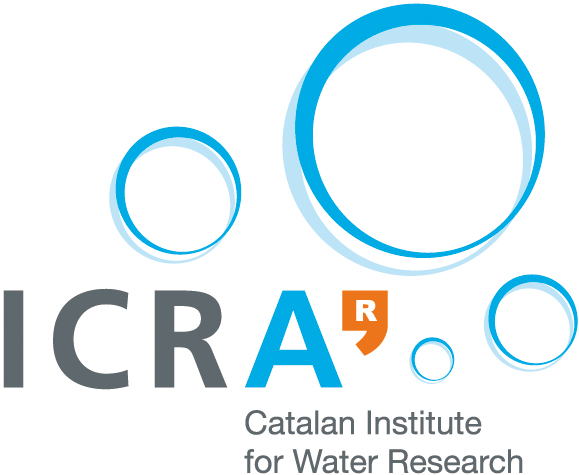 ICRA R
Catalan Institute
for Water Research